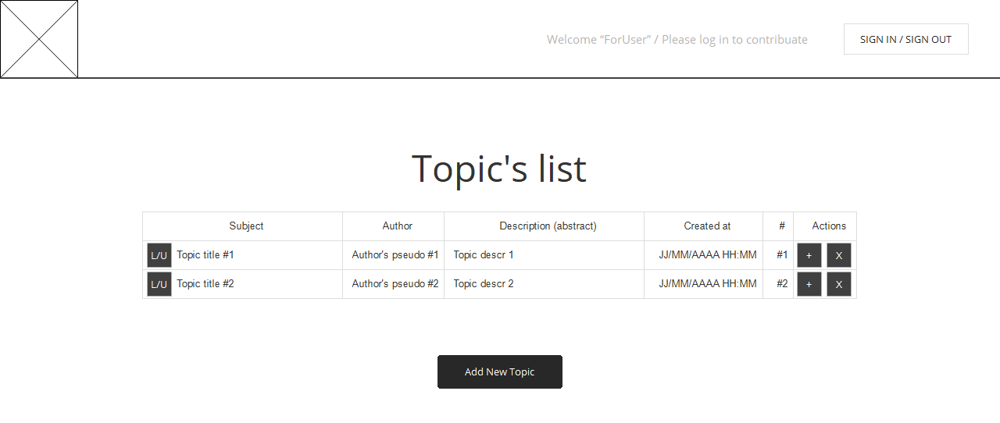 Welcome “ForUser” / Please log in to contribuate
SIGN IN / SIGN OUT
Topic's list
Subject Author Description (abstract) Created at # Actions
L/U Topic title #1 Author's pseudo #1 Topic descr 1 JJ/MM/AAAA HH:MM #1 + X
L/U Topic title #2 Author's pseudo #2 Topic descr 2 JJ/MM/AAAA HH:MM #2 + X
Add New Topic